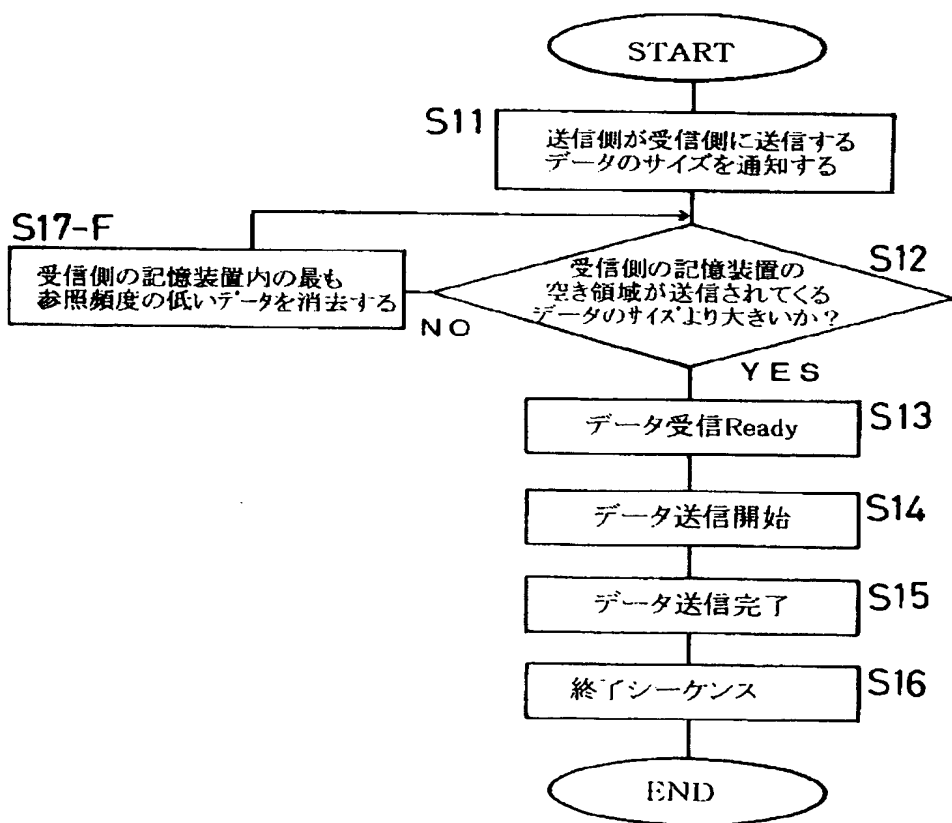 START
S11
送信側が受信側に送信する
データのサイズを通知する
S17-F
受信側の記憶装置内の最も
参照頻度の低いデータを消去する
NO
S12
受信側の記憶装置の
空き領域が送信されてくる
データのサイズより大きいか?
YES
データ受信Ready
S13
データ送信開始
S14
データ送信完了
S15
終了シーケンス
S16
END